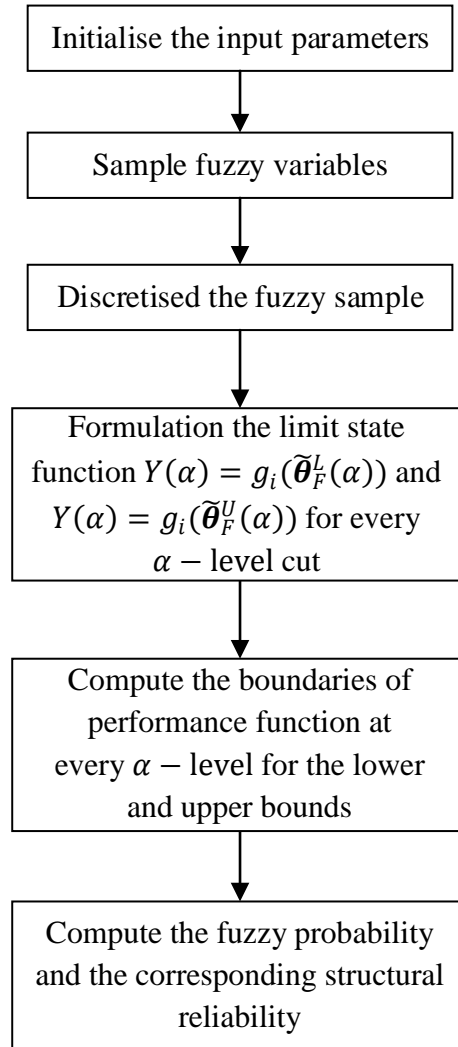 Initialise the input parameters
Sample fuzzy variables
Discretised the fuzzy sample
Formulation the limit state
function 𝑌(𝛼) = 𝑔ᵢ(𝜽̃_F^L(𝛼)) and
𝑌(𝛼) = 𝑔ᵢ(𝜽̃_F^U(𝛼)) for every
𝛼 − level cut
Compute the boundaries of
performance function at
every 𝛼 − level for the lower
and upper bounds
Compute the fuzzy probability
and the corresponding structural
reliability